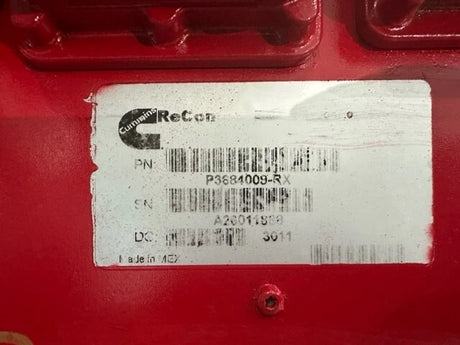 Cummins
ReCon
PN:
P3684009-RX
SN:
DC:
3011
Made in MEX